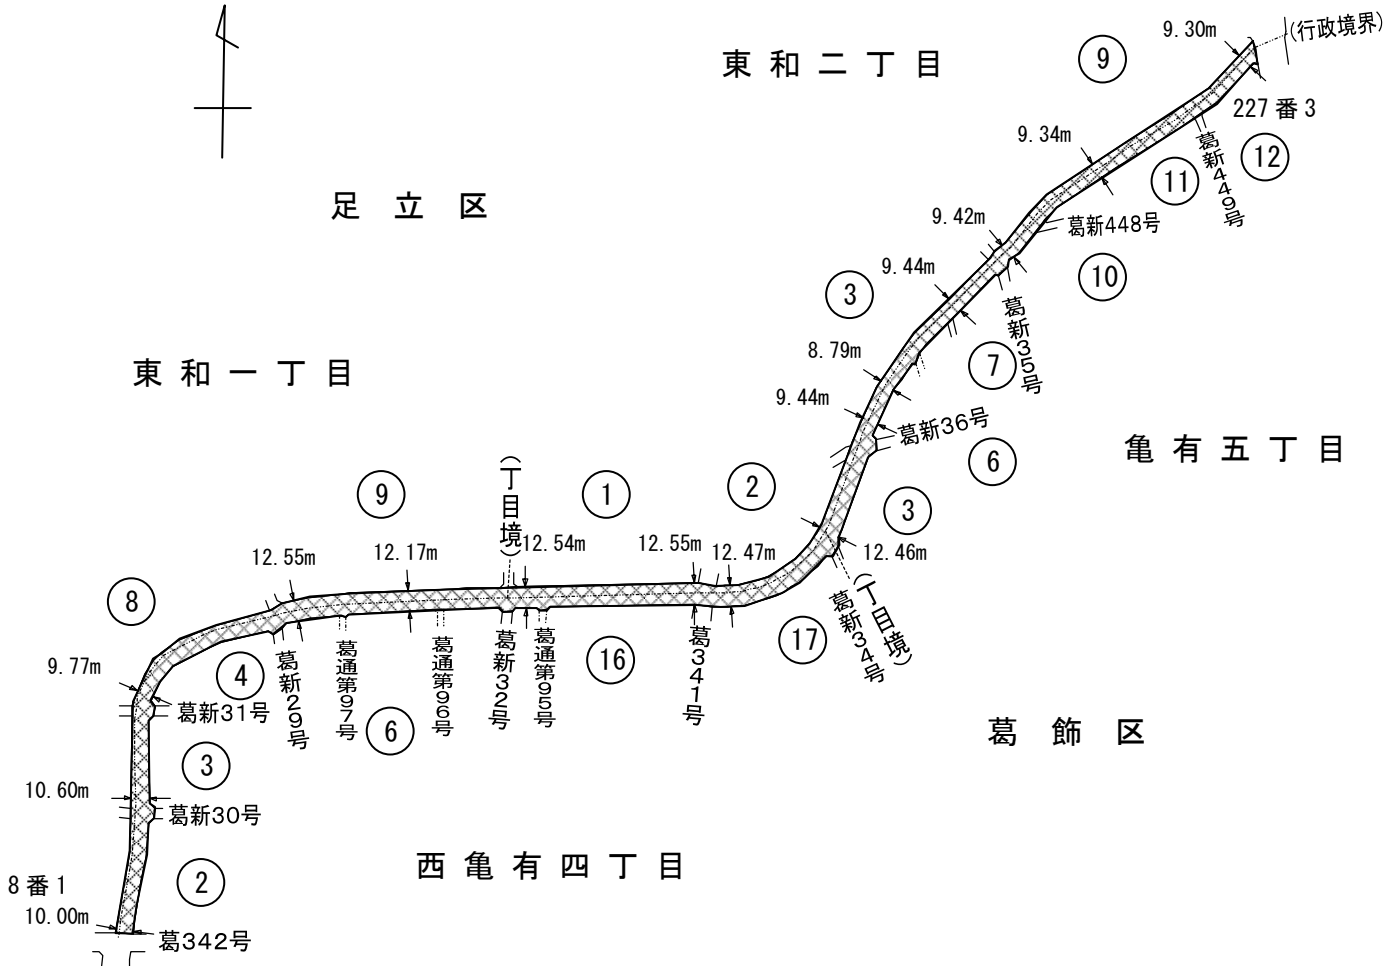 9.30m
(行政境界)
東和二丁目
9
227番3
9.34m
12
11
葛新449号
足立区
9.42m
葛新448号
9.44m
10
3
葛新35号
8.79m
7
東和一丁目
9.44m
葛新36号
亀有五丁目
6
2
9
1
(丁目境)
3
12.55m
12.17m
12.54m
12.55m
12.47m
12.46m
(丁目境)
葛新34号
8
17
16
4
9.77m
葛新29号
葛通第97号
葛通第96号
葛新32号
葛通第95号
葛341号
葛新31号
6
葛飾区
3
10.60m
葛新30号
西亀有四丁目
2
8番1
10.00m
葛342号